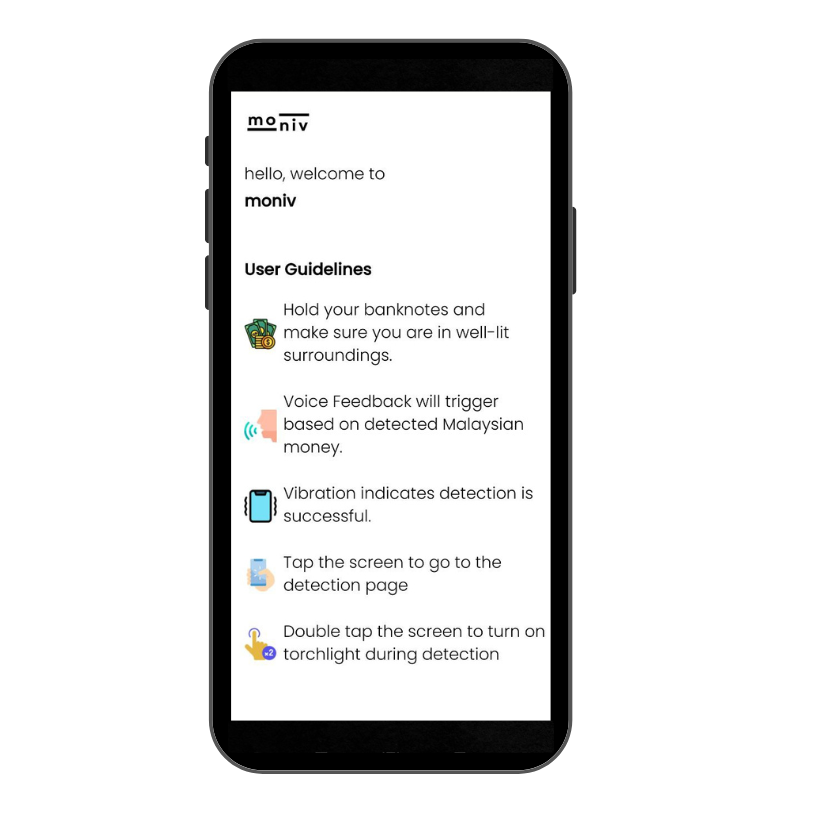 mo
niv
hello, welcome to
moniv
User Guidelines
Hold your banknotes and
make sure you are in well-lit
surroundings.
Voice Feedback will trigger
based on detected Malaysian
money.
Vibration indicates detection is
successful.
Tap the screen to go to the
detection page
Double tap the screen to turn on
x2
torchlight during detection